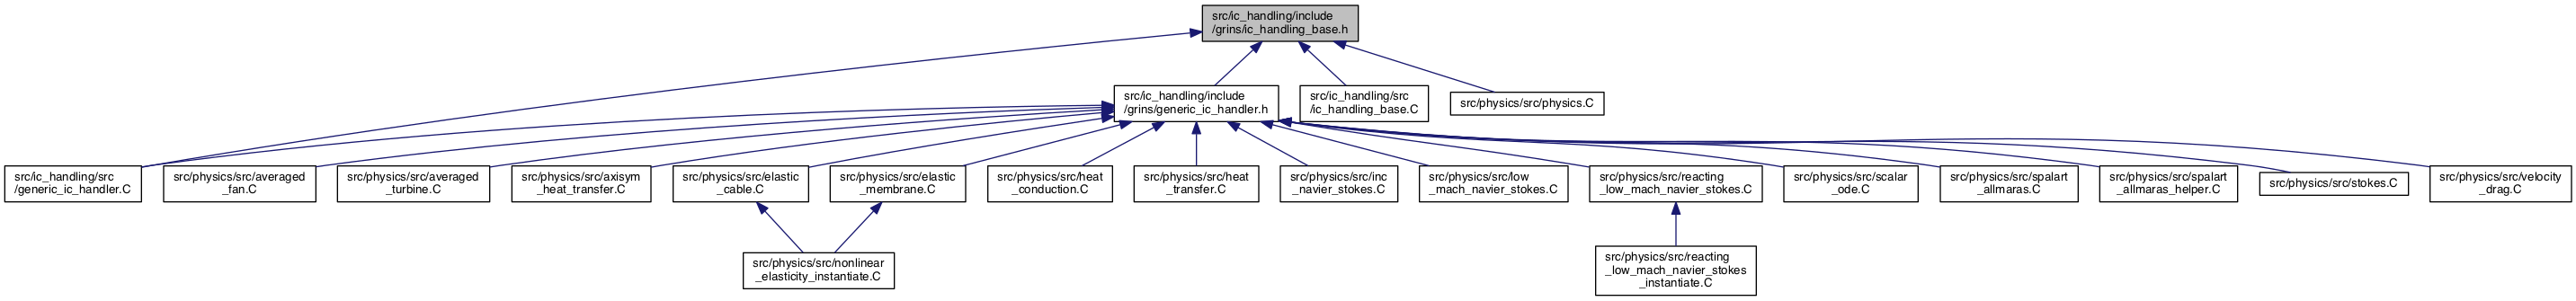 src/ic_handling/include
/grins/ic_handling_base.h
src/ic_handling/include
/grins/generic_ic_handler.h
src/ic_handling/src
/ic_handling_base.C
src/physics/src/physics.C
src/ic_handling/src
/generic_ic_handler.C
src/physics/src/averaged
_fan.C
src/physics/src/averaged
_turbine.C
src/physics/src/axisym
_heat_transfer.C
src/physics/src/elastic
_cable.C
src/physics/src/elastic
_membrane.C
src/physics/src/heat
_conduction.C
src/physics/src/heat
_transfer.C
src/physics/src/inc
_navier_stokes.C
src/physics/src/low
_mach_navier_stokes.C
src/physics/src/reacting
_low_mach_navier_stokes.C
src/physics/src/scalar
_ode.C
src/physics/src/spalart
_allmaras.C
src/physics/src/spalart
_allmaras_helper.C
src/physics/src/stokes.C
src/physics/src/velocity
_drag.C
src/physics/src/nonlinear
_elasticity_instantiate.C
src/physics/src/reacting
_low_mach_navier_stokes
_instantiate.C